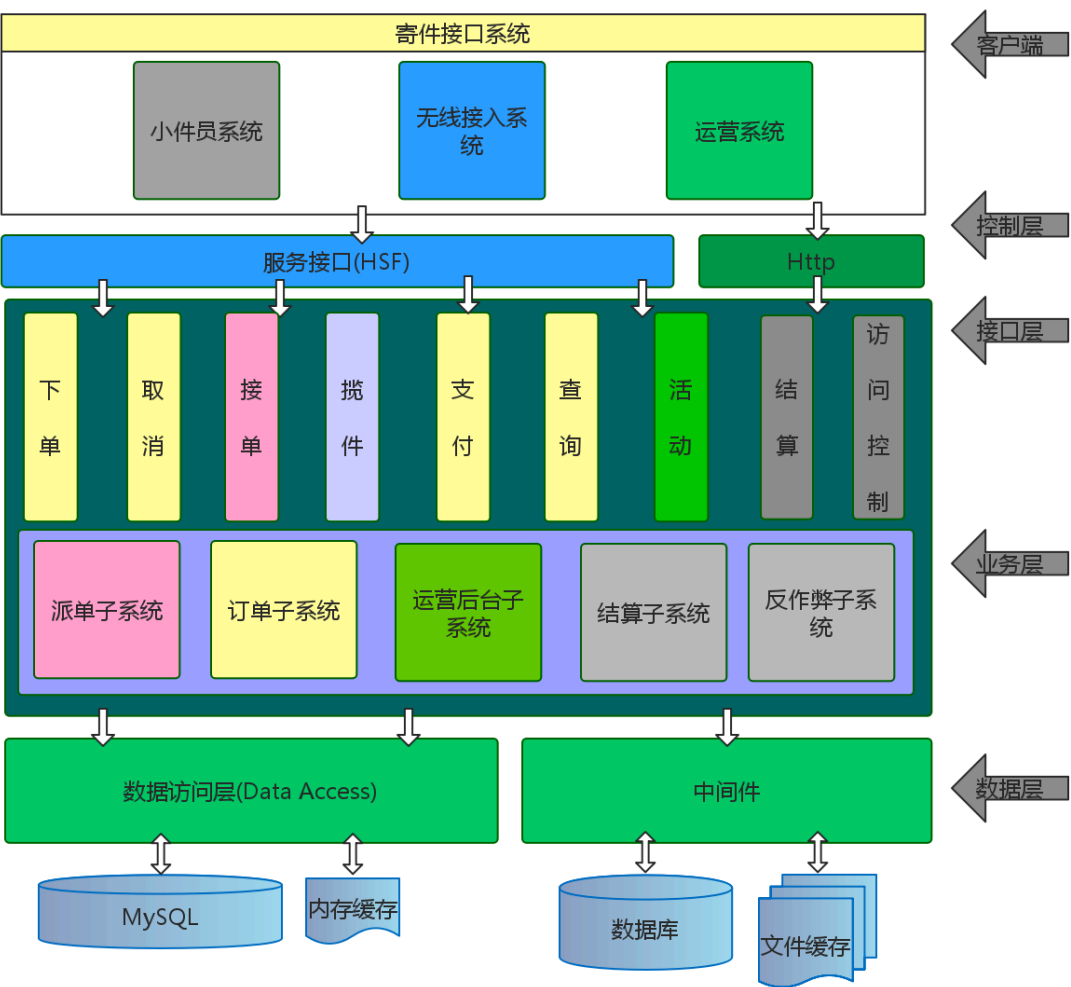 寄件接口系统
客户端
小件员系统
无线接入系
统
运营系统
控制层
服务接口(HSF)
Http
接口层
下
单
取
消
接
单
揽
件
支
付
查
询
活
动
结
算
访
问
控
制
业务层
派单子系统
订单子系统
运营后台子
系统
结算子系统
反作弊子系
统
数据层
数据访问层(Data Access)
中间件
MySQL
内存缓存
数据库
文件缓存